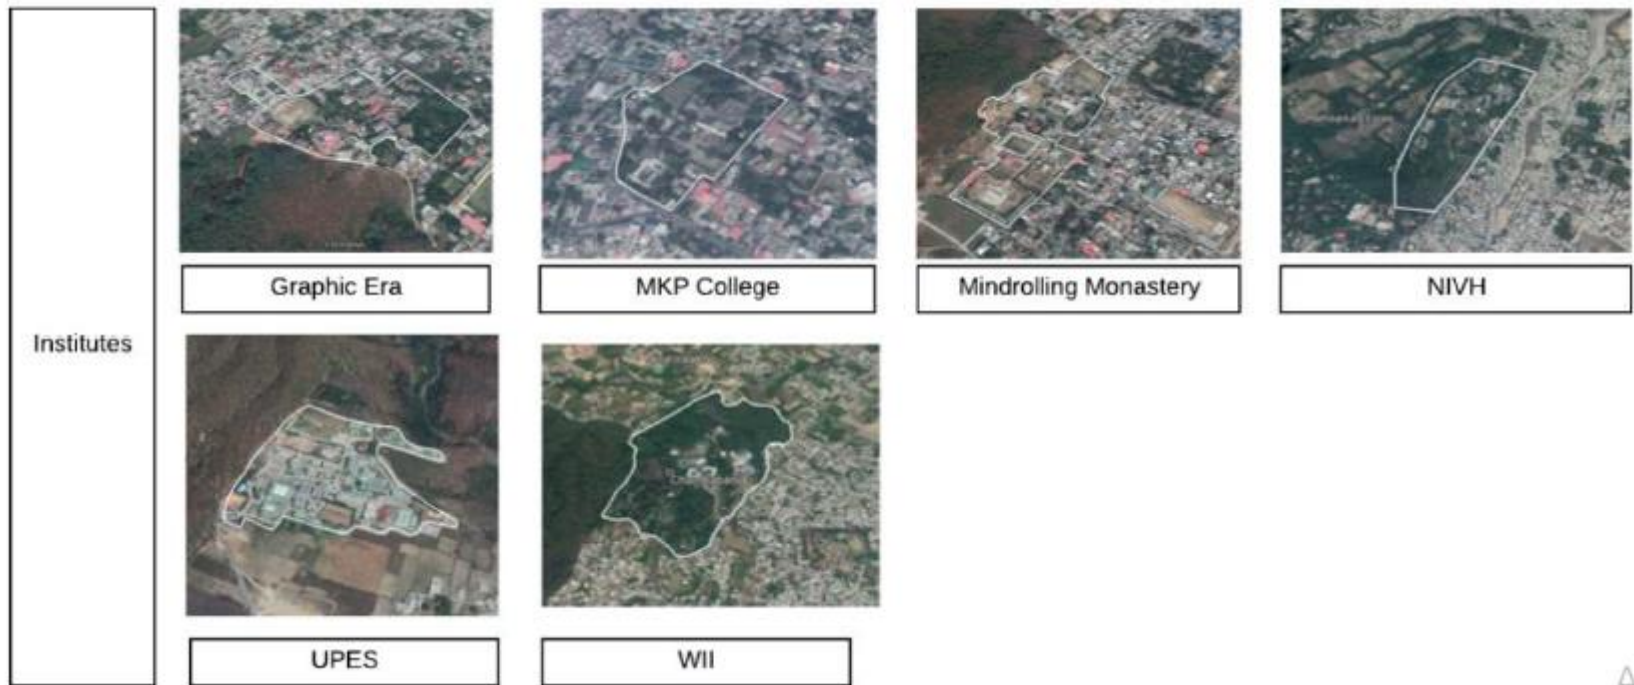 Institutes
Graphic Era
MKP College
Mindrolling Monastery
NIVH
UPES
WII